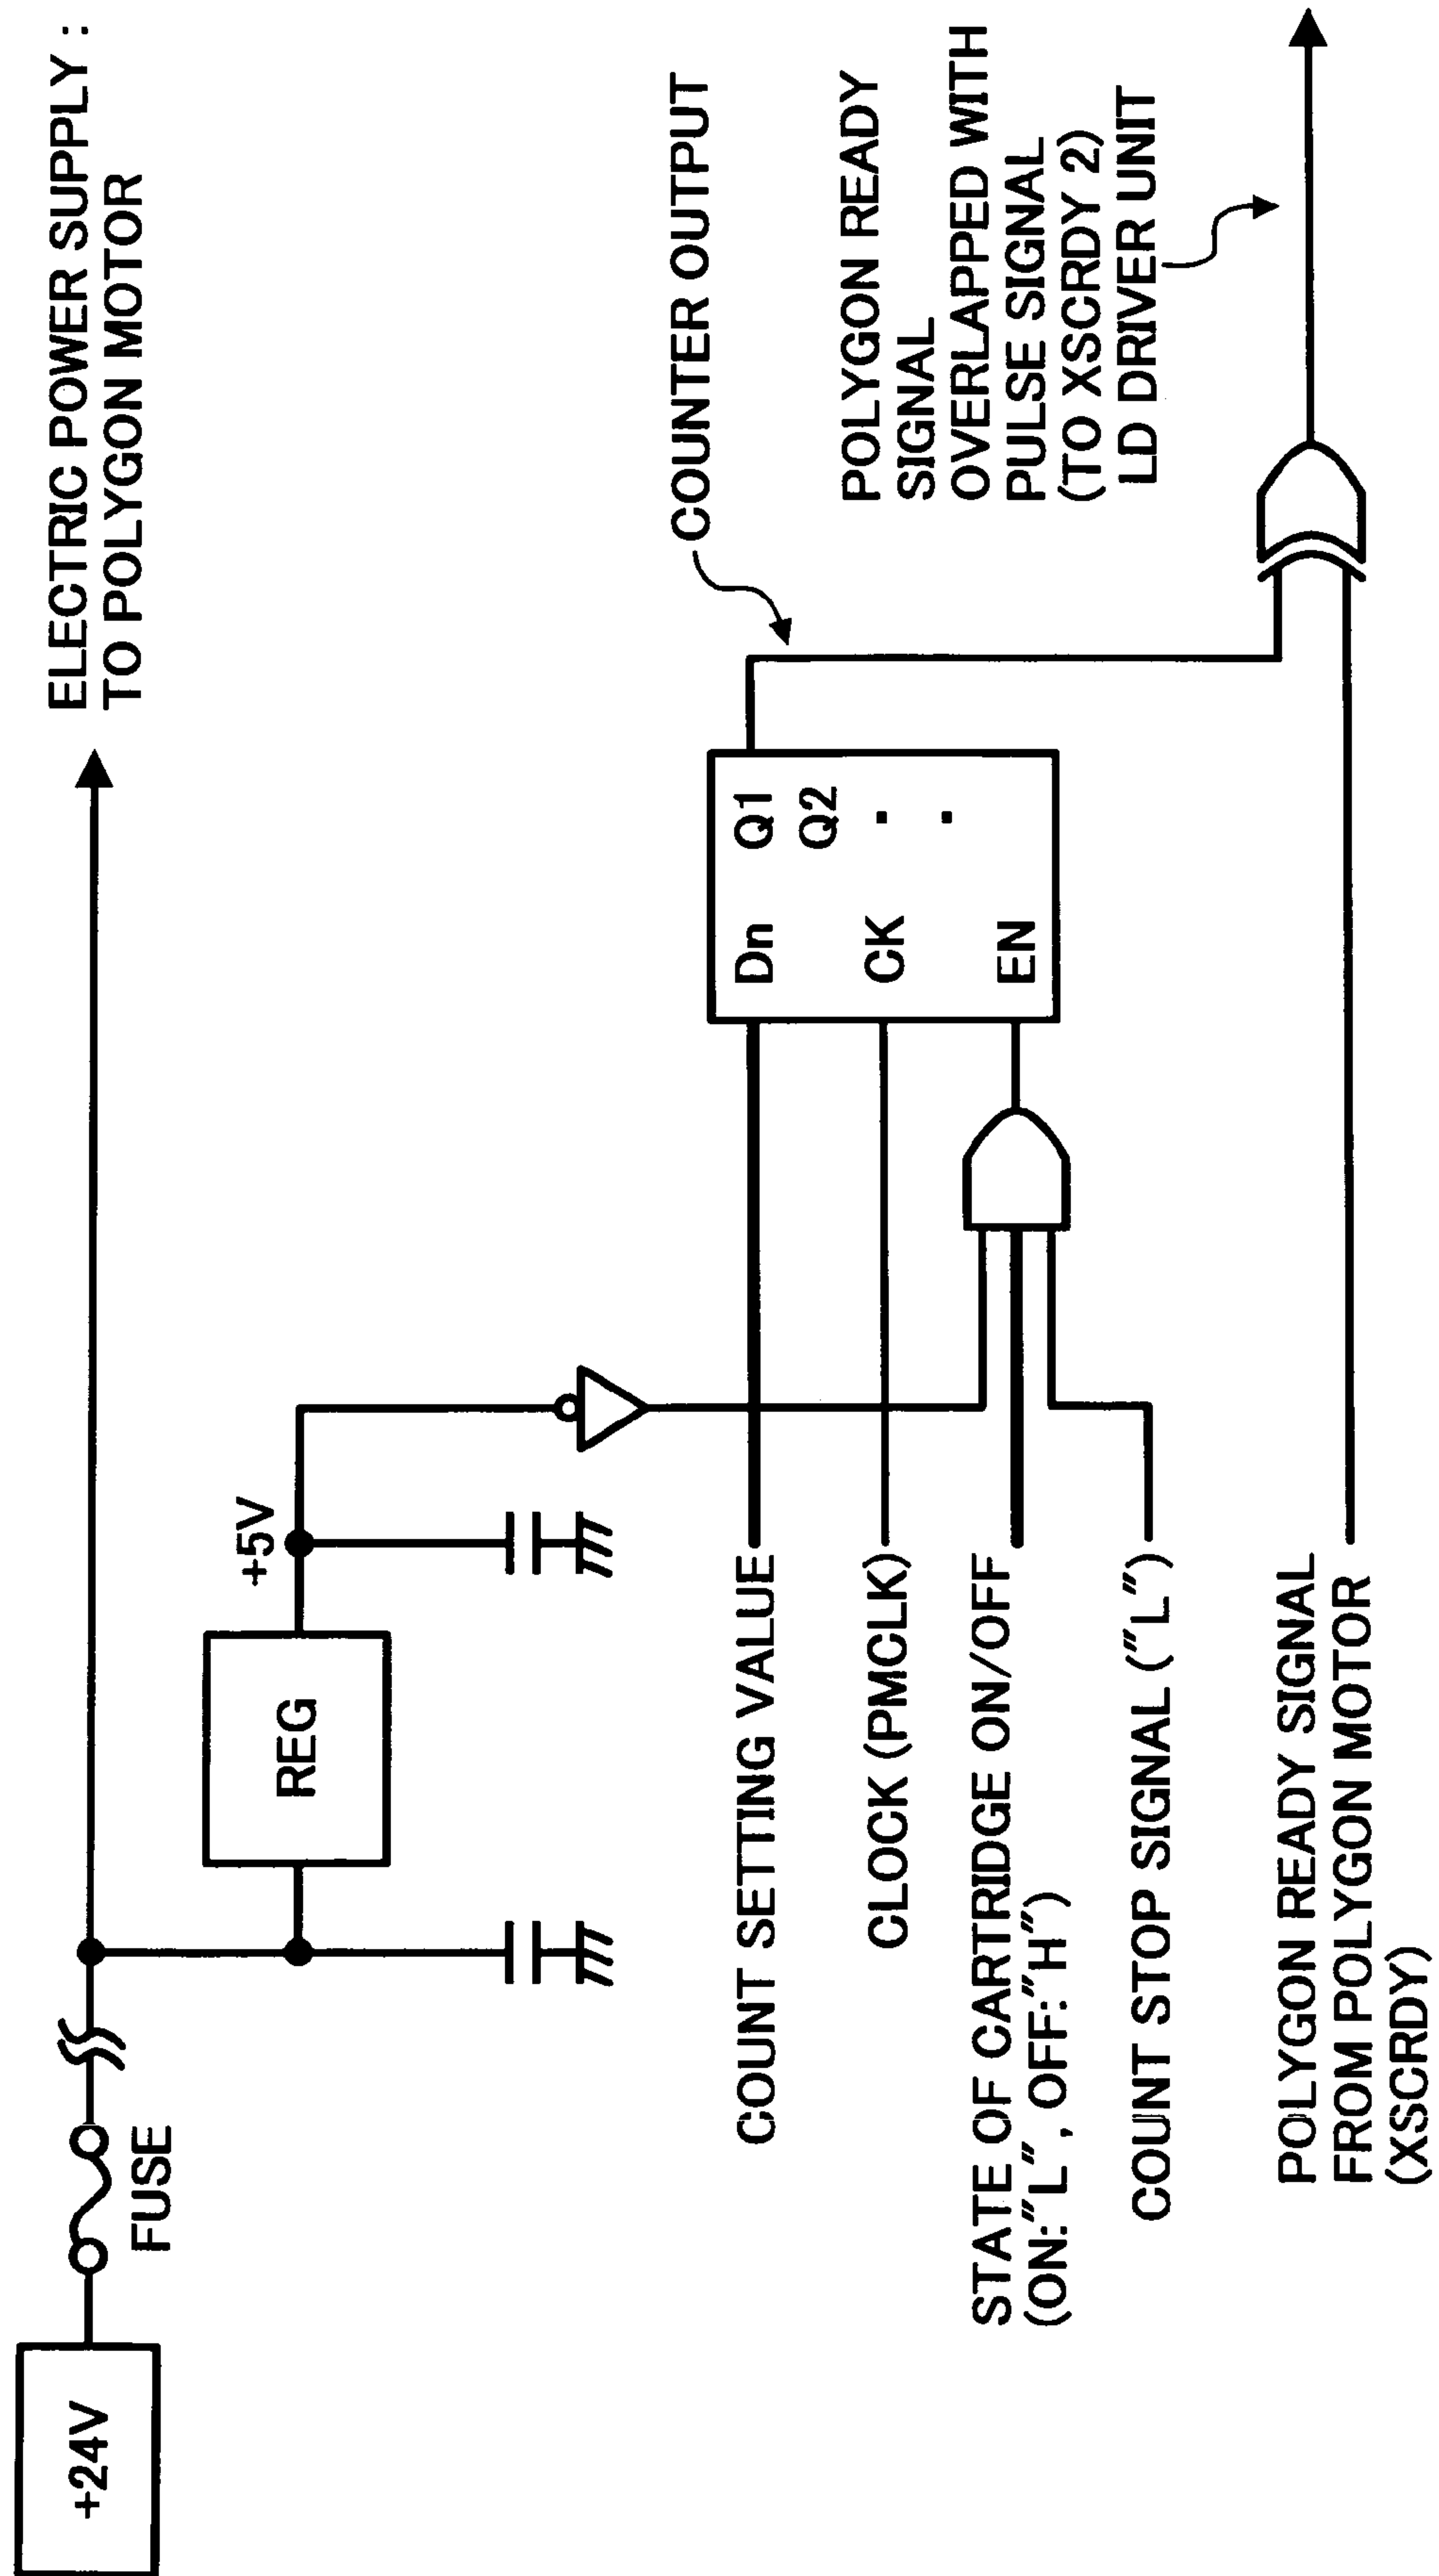 +24V
FUSE
ELECTRIC POWER SUPPLY :
TO POLYGON MOTOR
REG
+5V
COUNTER OUTPUT
COUNT SETTING VALUE
Dn Q1
Q2
CLOCK (PMCLK)
CK
STATE OF CARTRIDGE ON/OFF
(ON:"L", OFF:"H")
EN
COUNT STOP SIGNAL ("L")
POLYGON READY
SIGNAL
OVERLAPPED WITH
PULSE SIGNAL
(TO XSCRDY 2)
LD DRIVER UNIT
POLYGON READY SIGNAL
FROM POLYGON MOTOR
(XSCRDY)